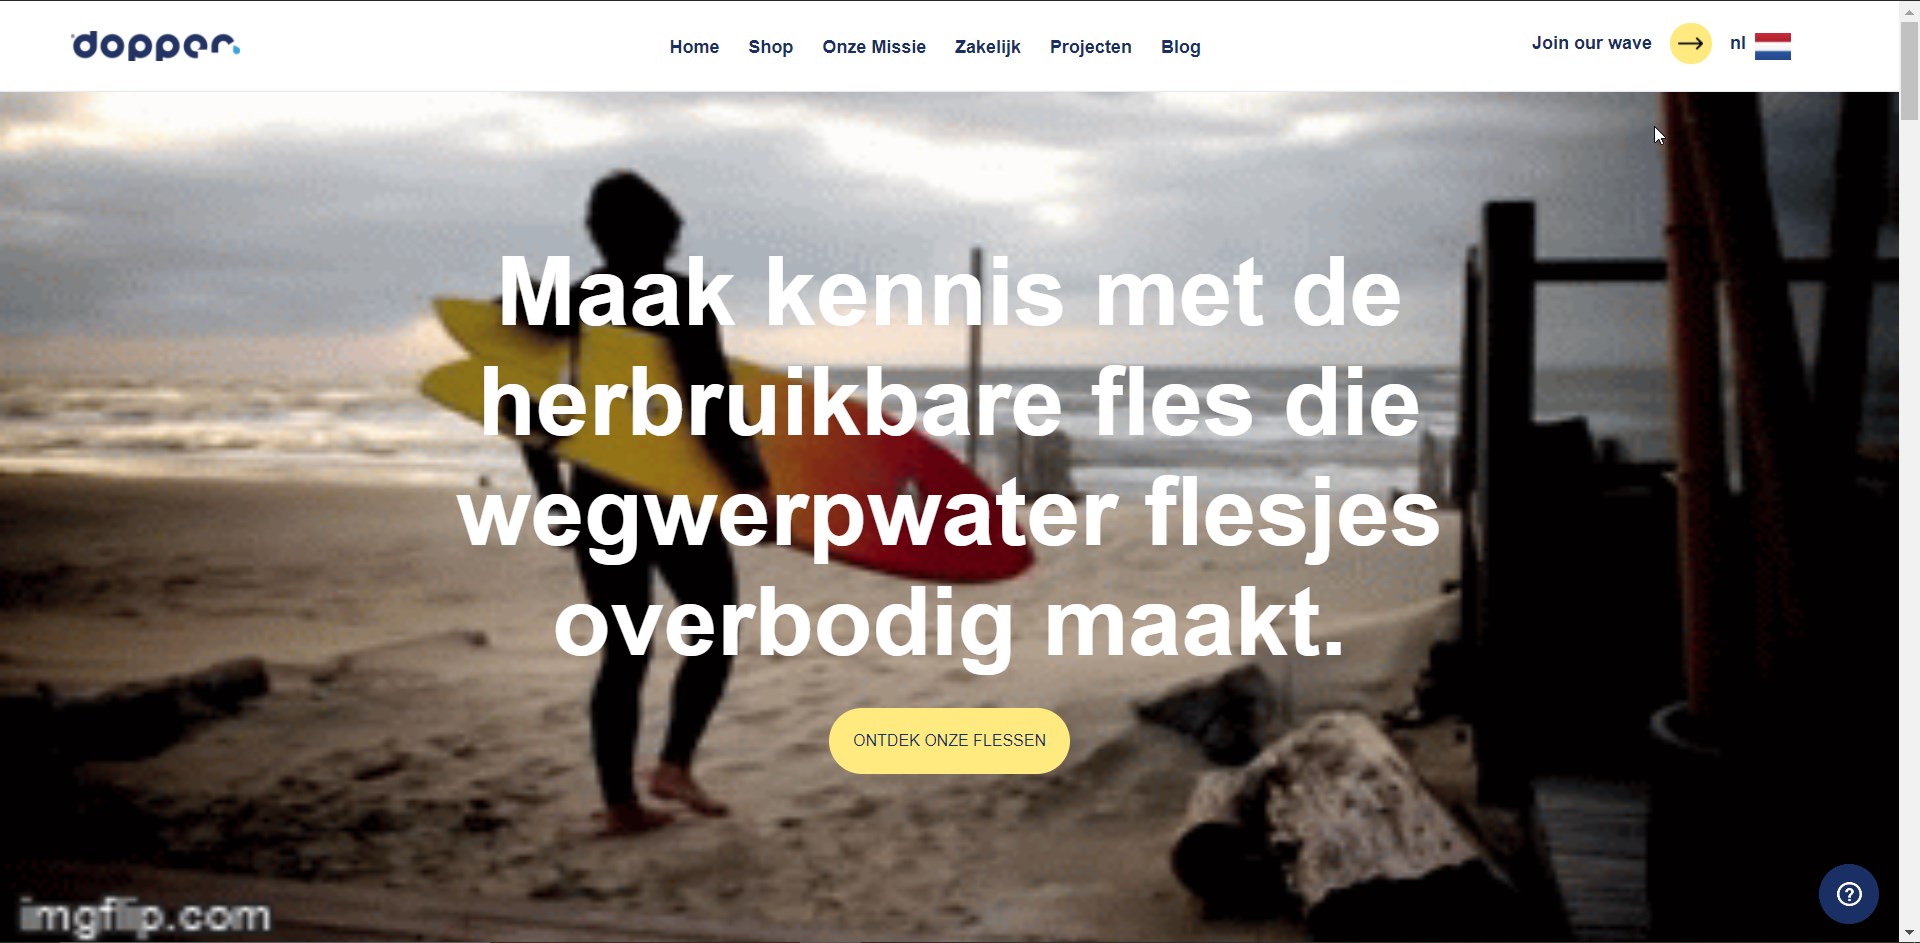 dopper
Home Shop Onze Missie Zakelijk Projecten Blog
Join our wave
nl
Maak kennis met de
herbruikbare fles die
wegwerpwater flesjes
overbodig maakt.
ONTDEK ONZE FLESSEN
imgflip.com